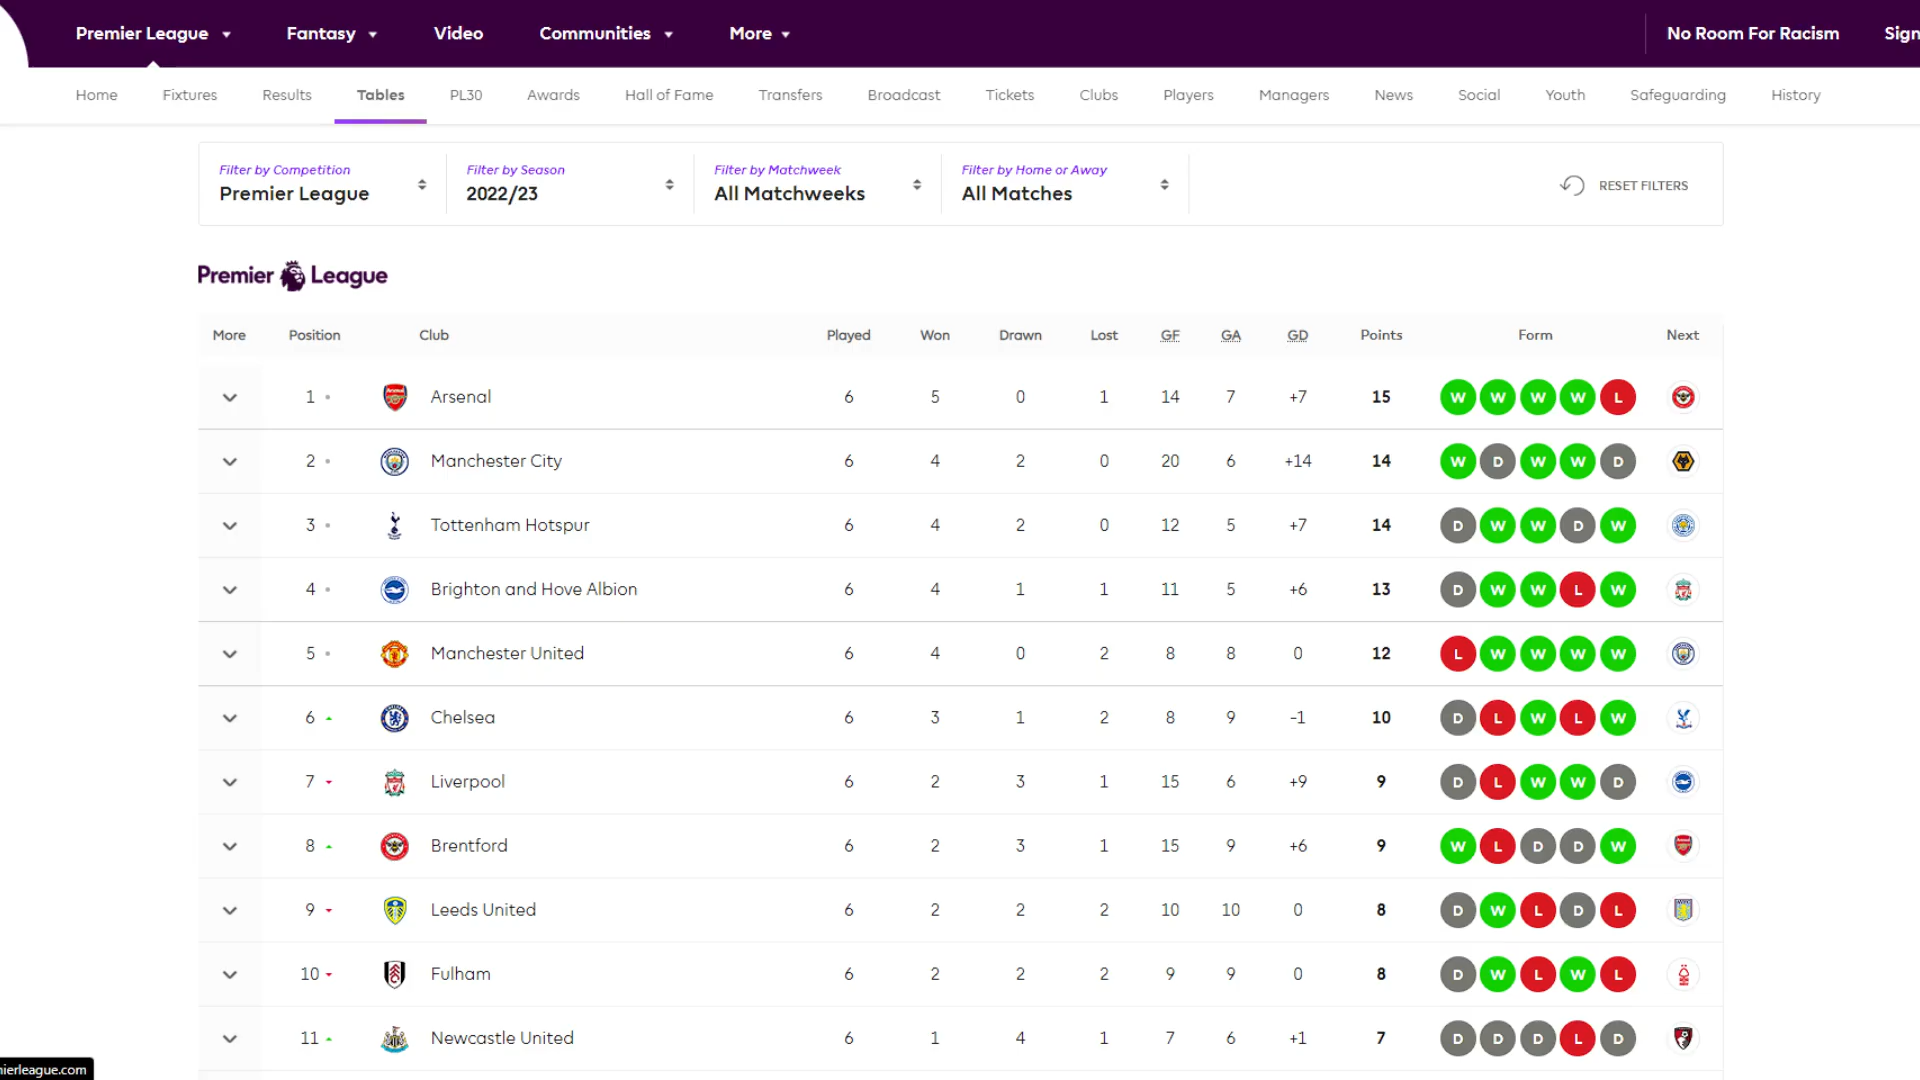 Premier League Fantasy Video Communities More No Room For Racism Sign
Home Fixtures Results Tables PL30 Awards Hall of Fame Transfers Broadcast Tickets Clubs Players Managers News Social Youth Safeguarding History
Filter by Competition Filter by Season Filter by Matchweek Filter by Home or Away
Premier League 2022/23 All Matchweeks All Matches RESET FILTERS
Premier League
More Position Club Played Won Drawn Lost GF GA GD Points Form Next
1 Arsenal 6 5 0 1 14 7 +7 15 W W W W L
2 Manchester City 6 4 2 0 20 6 +14 14 W D W W D
3 Tottenham Hotspur 6 4 2 0 12 5 +7 14 D W W D W
4 Brighton and Hove Albion 6 4 1 1 11 5 +6 13 D W W L W
5 Manchester United 6 4 0 2 8 8 0 12 L W W W W
6 Chelsea 6 3 1 2 8 9 -1 10 D L W L W
7 Liverpool 6 2 3 1 15 6 +9 9 D L W W D
8 Brentford 6 2 3 1 15 9 +6 9 W L D D W
9 Leeds United 6 2 2 2 10 10 0 8 D W L D L
10 Fulham 6 2 2 2 9 9 0 8 D W L W L
11 Newcastle United 6 1 4 1 7 6 +1 7 D D D L D
nierleague.com